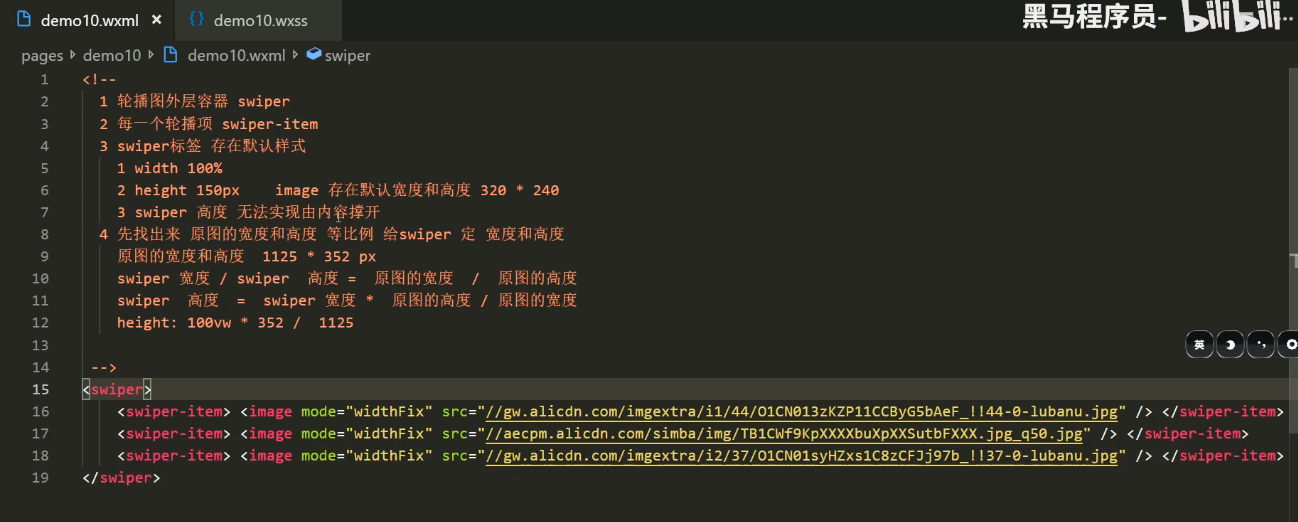 demo10.wxml × {} demo10.wxss
黑马程序员- bilibili
pages demo10 demo10.wxml swiper
1 <!--
2 1 轮播图外层容器 swiper
3 2 每一个轮播项 swiper-item
4 3 swiper标签 存在默认样式
5 1 width 100%
6 2 height 150px image 存在默认宽度和高度 320 * 240
7 3 swiper 高度 无法实现由内容撑开
8 4 先找出来 原图的宽度和高度 等比例 给swiper 定 宽度和高度
9 原图的宽度和高度 1125 * 352 px
10 swiper 宽度 / swiper 高度 = 原图的宽度 / 原图的高度
11 swiper 高度 = swiper 宽度 * 原图的高度 / 原图的宽度
12 height: 100vw * 352 / 1125
13
英
14 -->
15 <swiper>
16 <swiper-item> <image mode="widthFix" src="//gw.alicdn.com/imgextra/i1/44/O1CN013zKZP11CCByG5bAeF_!!44-0-lubanu.jpg" /> </swiper-item>
17 <swiper-item> <image mode="widthFix" src="//aecpm.alicdn.com/simba/img/TB1CWf9KpXXXXbuXpXXSutbFXXX.jpg_q50.jpg" /> </swiper-item>
18 <swiper-item> <image mode="widthFix" src="//gw.alicdn.com/imgextra/i2/37/O1CN01syHZxs1C8zCFJj97b_!!37-0-lubanu.jpg" /> </swiper-item>
19 </swiper>